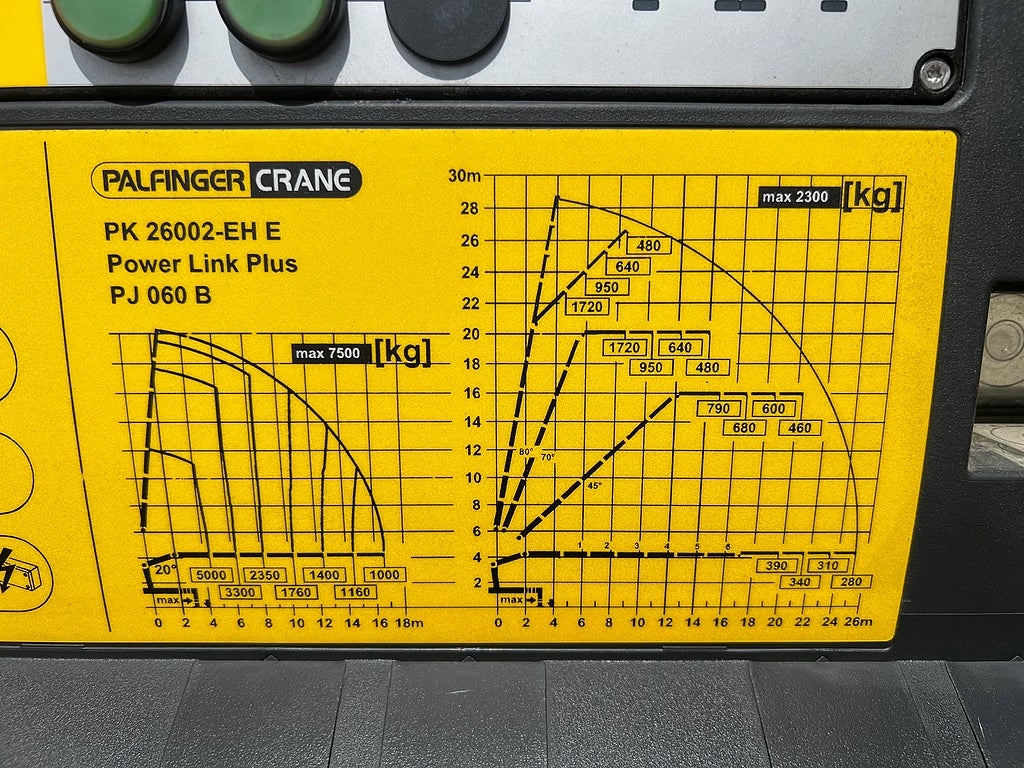 PALFINGER CRANE
PK 26002-EH E
Power Link Plus
PJ 060 B
max 7500 [kg]
20°
5000 2350 1400 1000
3300 1760 1160
max
0 2 4 6 8 10 12 14 16 18m
30m
28
26
24
22
20
18
16
14
12
10
8
6
4
2
max 2300 [kg]
480
640
950
1720
1720 640
950 480
790 600
680 460
80° 70°
45°
1 2 3 4 5 6
390 310
340 280
max
0 2 4 6 8 10 12 14 16 18 20 22 24 26m